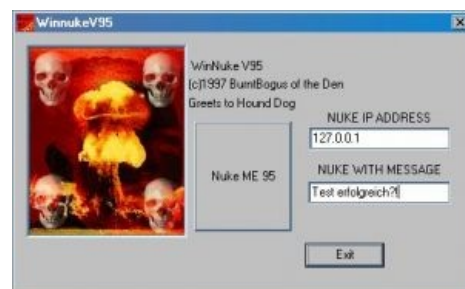 WinnukeV95
WinNuke V95
(c)1997 BurntBogus of the Den
Greets to Hound Dog
NUKE IP ADDRESS
127.0.0.1
Nuke ME 95
NUKE WITH MESSAGE
Test erfolgreich?!
Exit